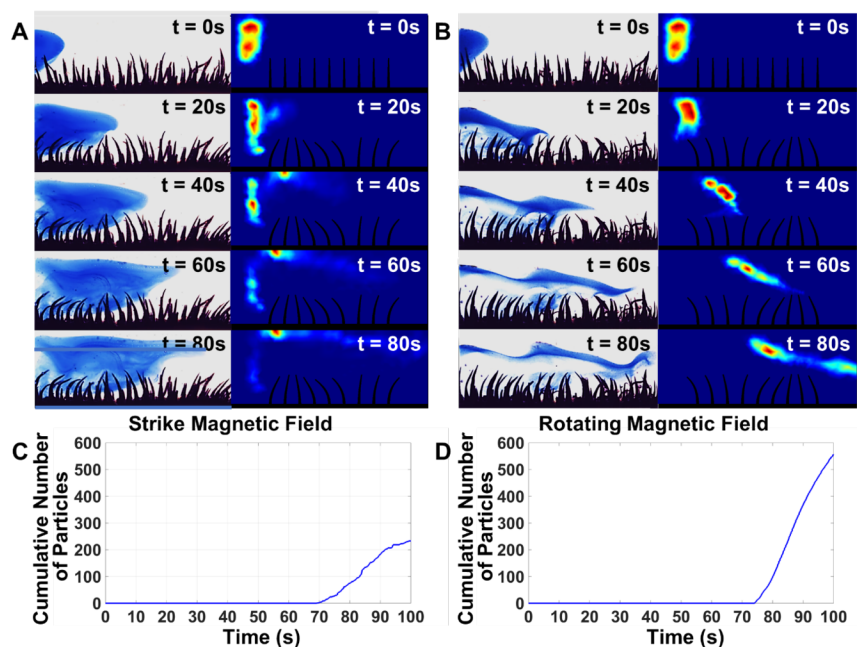 A
t = 0s
t = 0s
t = 20s
t = 20s
t = 40s
t = 40s
t = 60s
t = 60s
t = 80s
t = 80s
Strike Magnetic Field
B
t = 0s
t = 0s
t = 20s
t = 20s
t = 40s
t = 40s
t = 60s
t = 60s
t = 80s
t = 80s
Rotating Magnetic Field
C
Cumulative Number
of Particles
600
500
400
300
200
100
0
0 10 20 30 40 50 60 70 80 90 100
Time (s)
D
Cumulative Number
of Particles
600
500
400
300
200
100
0
0 10 20 30 40 50 60 70 80 90 100
Time (s)